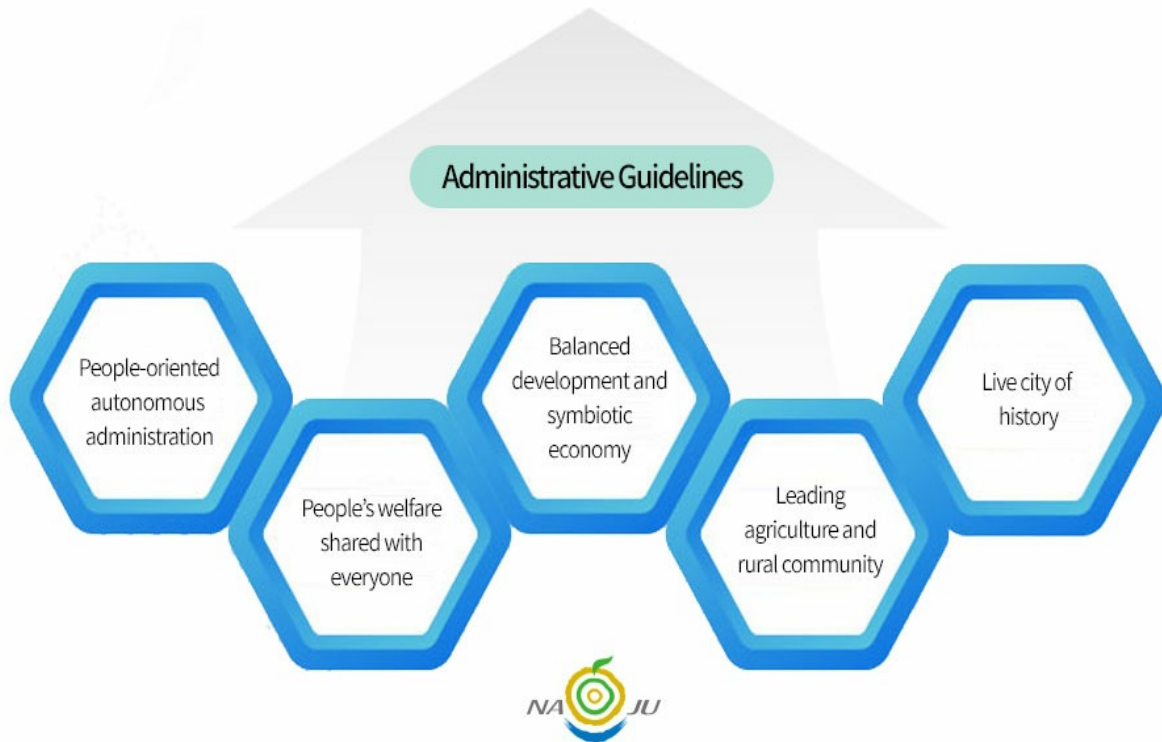 Administrative Guidelines
People-oriented
autonomous
administration
People's welfare
shared with
everyone
Balanced
development and
symbiotic
economy
Leading
agriculture and
rural community
Live city of
history
NA JU